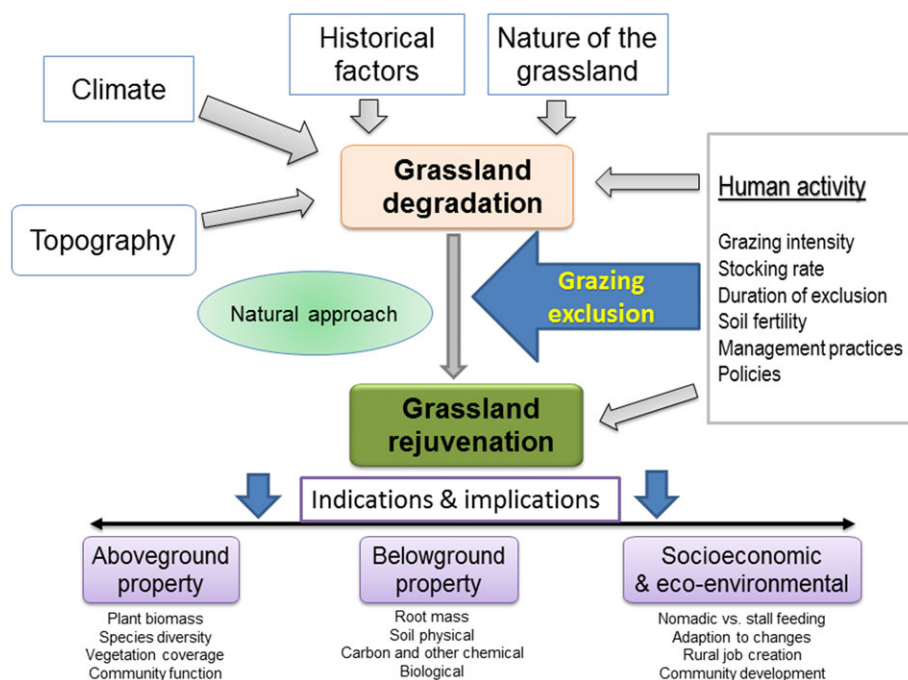 Historical
factors
Nature of the
grassland
Climate
Grassland
degradation
Human activity
Topography
Grazing intensity
Stocking rate
Duration of exclusion
Soil fertility
Management practices
Policies
Grazing
exclusion
Natural approach
Grassland
rejuvenation
Indications & implications
Aboveground
property
Plant biomass
Species diversity
Vegetation coverage
Community function
Belowground
property
Root mass
Soil physical
Carbon and other chemical
Biological
Socioeconomic
& eco-environmental
Nomadic vs. stall feeding
Adaption to changes
Rural job creation
Community development